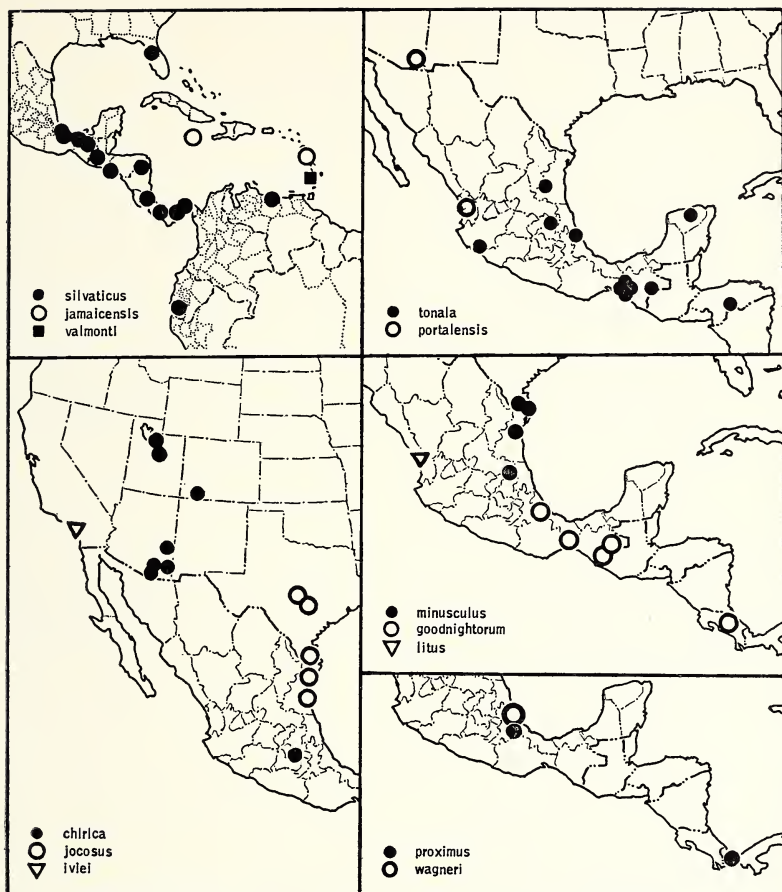 silvaticus
jamaicensis
valmonti
tonala
portalensis
chirica
jocosus
iviei
minusculus
goodnightorum
litus
proximus
wagneri